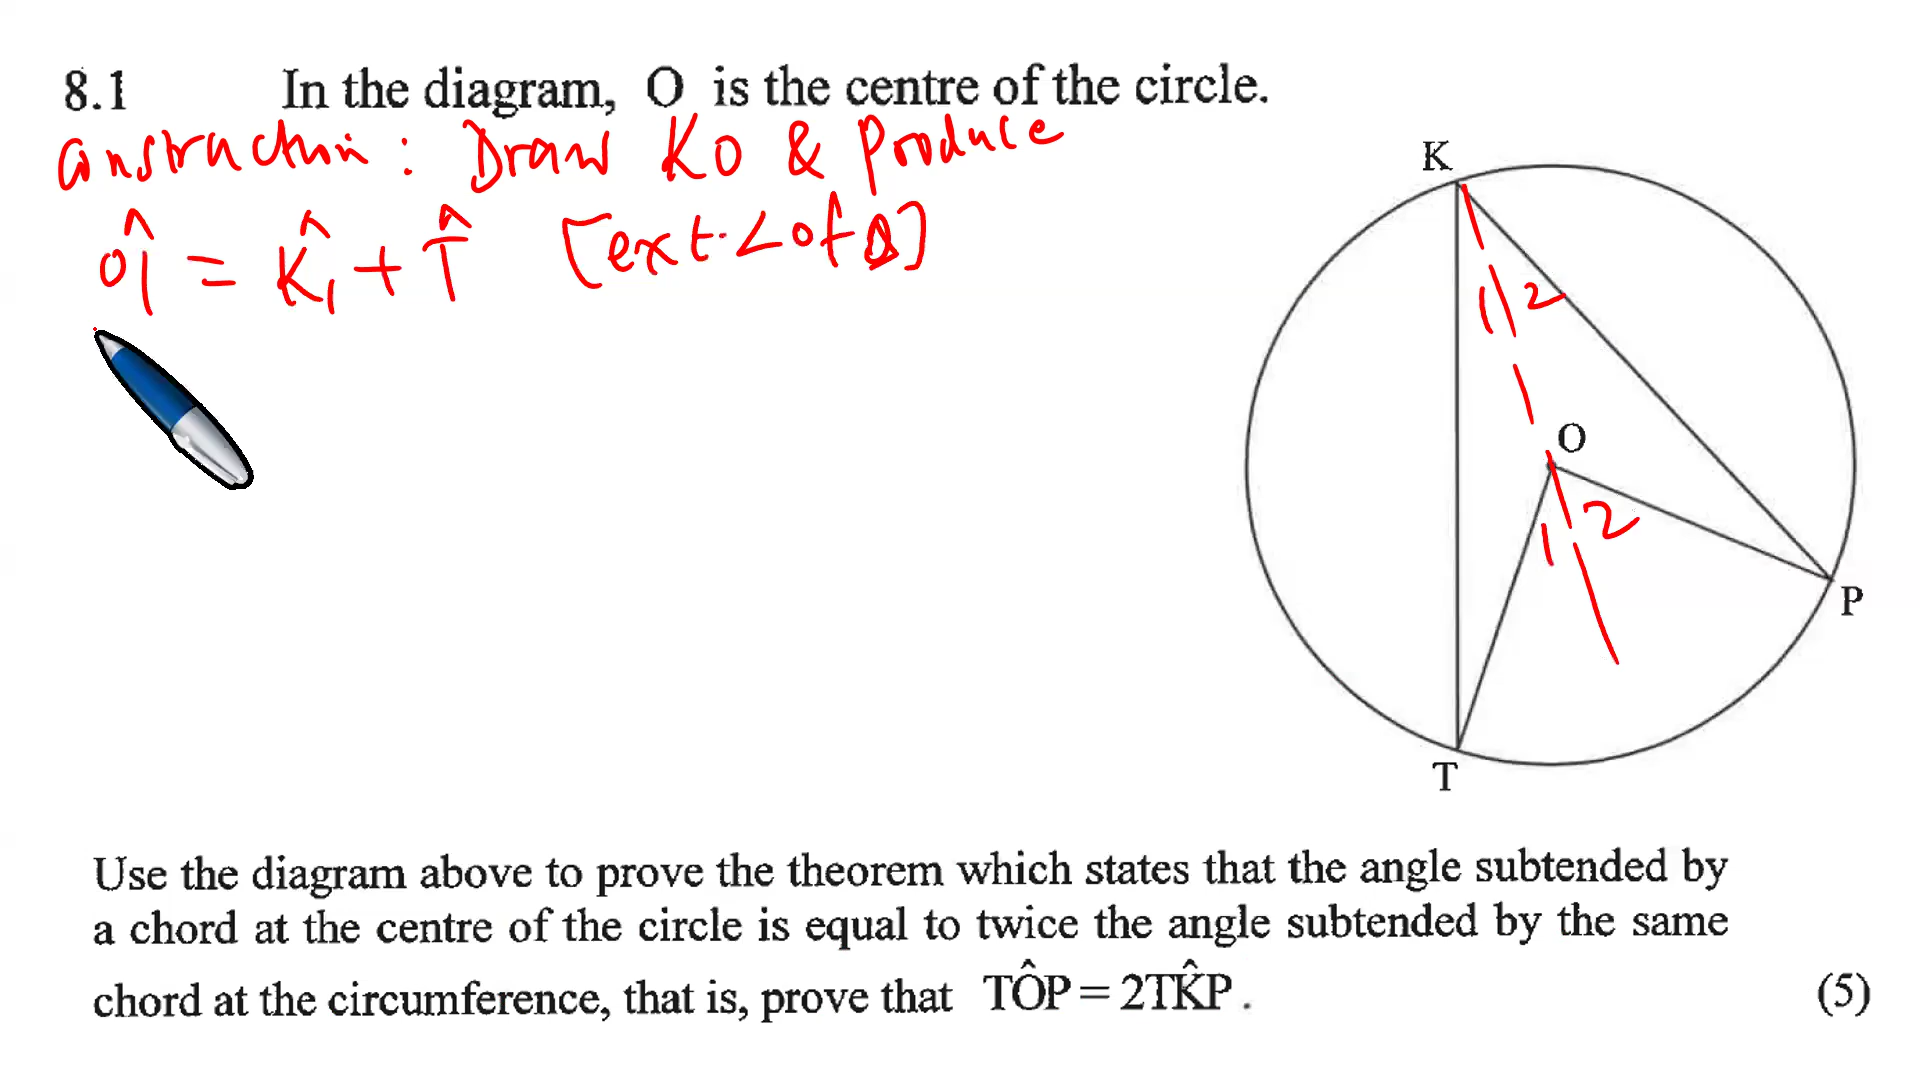 8.1 In the diagram, O is the centre of the circle.
Construction: Draw KO & Produce
Ô1 = K̂1 + T̂ [ext. < of Δ]
K
1 2
O
1 2
P
T
Use the diagram above to prove the theorem which states that the angle subtended by
a chord at the centre of the circle is equal to twice the angle subtended by the same
chord at the circumference, that is, prove that TÔP = 2TK̂P . (5)